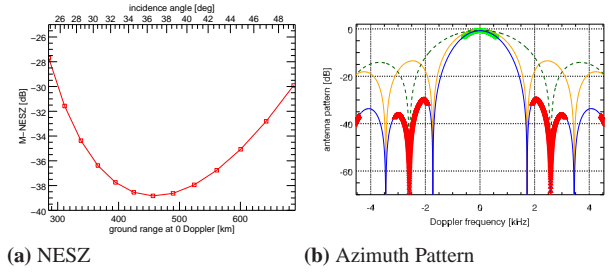 incidence angle [deg]
26 28 30 32 34 36 38 40 42 44 46 48
-26
-28
-30
-32
-34
-36
-38
-40
M-NESZ [dB]
300 400 500 600
ground range at 0 Doppler [km]
0
-20
-40
-60
antenna pattern [dB]
-4 -2 0 2 4
Doppler frequency [kHz]
(a) NESZ
(b) Azimuth Pattern